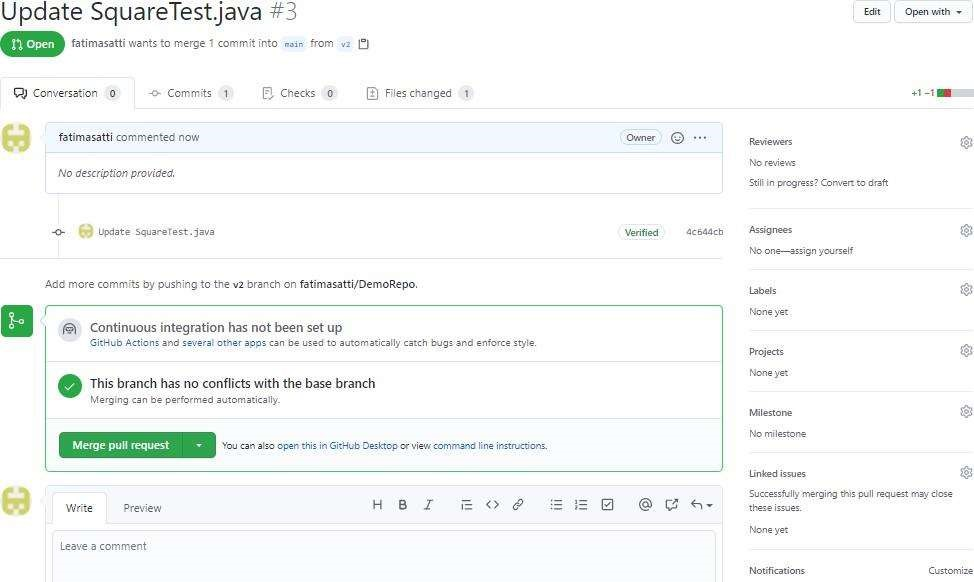 Update SquareTest.java #3
Edit Open with
Open fatimasatti wants to merge 1 commit into main from v2
Conversation 0 Commits 1 Checks 0 Files changed 1 +1 −1
fatimasatti commented now Owner
No description provided.
Update SquareTest.java Verified 4c644cb
Add more commits by pushing to the v2 branch on fatimasatti/DemoRepo.
Continuous integration has not been set up
GitHub Actions and several other apps can be used to automatically catch bugs and enforce style.
This branch has no conflicts with the base branch
Merging can be performed automatically.
Merge pull request You can also open this in GitHub Desktop or view command line instructions.
Write Preview H B I
Leave a comment
Reviewers
No reviews
Still in progress? Convert to draft
Assignees
No one—assign yourself
Labels
None yet
Projects
None yet
Milestone
No milestone
Linked issues
Successfully merging this pull request may close
these issues.
None yet
Notifications Customize